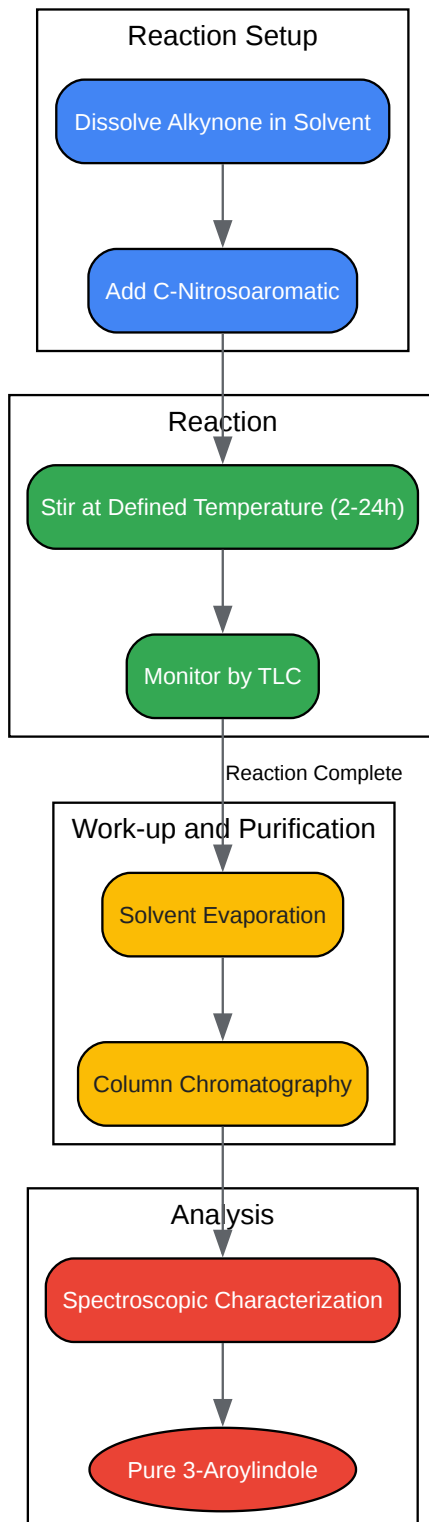 Reaction Setup
Dissolve Alkynone in Solvent
Add C-Nitrosoaromatic
Reaction
Stir at Defined Temperature (2-24h)
Monitor by TLC
Reaction Complete
Work-up and Purification
Solvent Evaporation
Column Chromatography
Analysis
Spectroscopic Characterization
Pure 3-Aroylindole